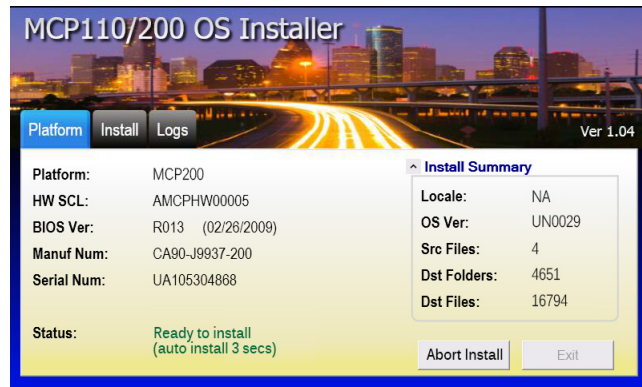 MCP110/200 OS Installer
Platform Install Logs
Ver 1.04
Platform: MCP200
HW SCL: AMCPHW00005
BIOS Ver: R013 (02/26/2009)
Manuf Num: CA90-J9937-200
Serial Num: UA105304868
Status: Ready to install
(auto install 3 secs)
Install Summary
Locale: NA
OS Ver: UN0029
Src Files: 4
Dst Folders: 4651
Dst Files: 16794
Abort Install
Exit